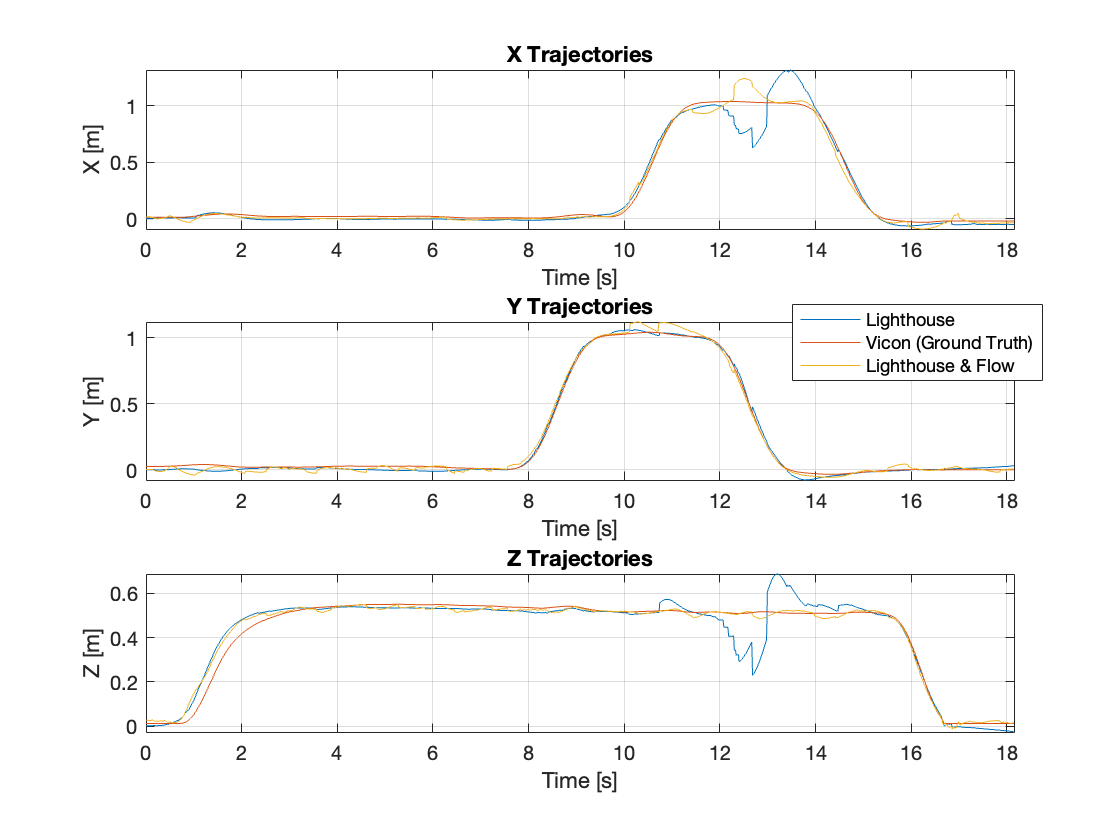 X Trajectories
X [m]
1
0.5
0
0 2 4 6 8 10 12 14 16 18
Time [s]
Y Trajectories
Lighthouse
Vicon (Ground Truth)
Lighthouse & Flow
Y [m]
1
0.5
0
0 2 4 6 8 10 12 14 16 18
Time [s]
Z Trajectories
Z [m]
0.6
0.4
0.2
0
0 2 4 6 8 10 12 14 16 18
Time [s]